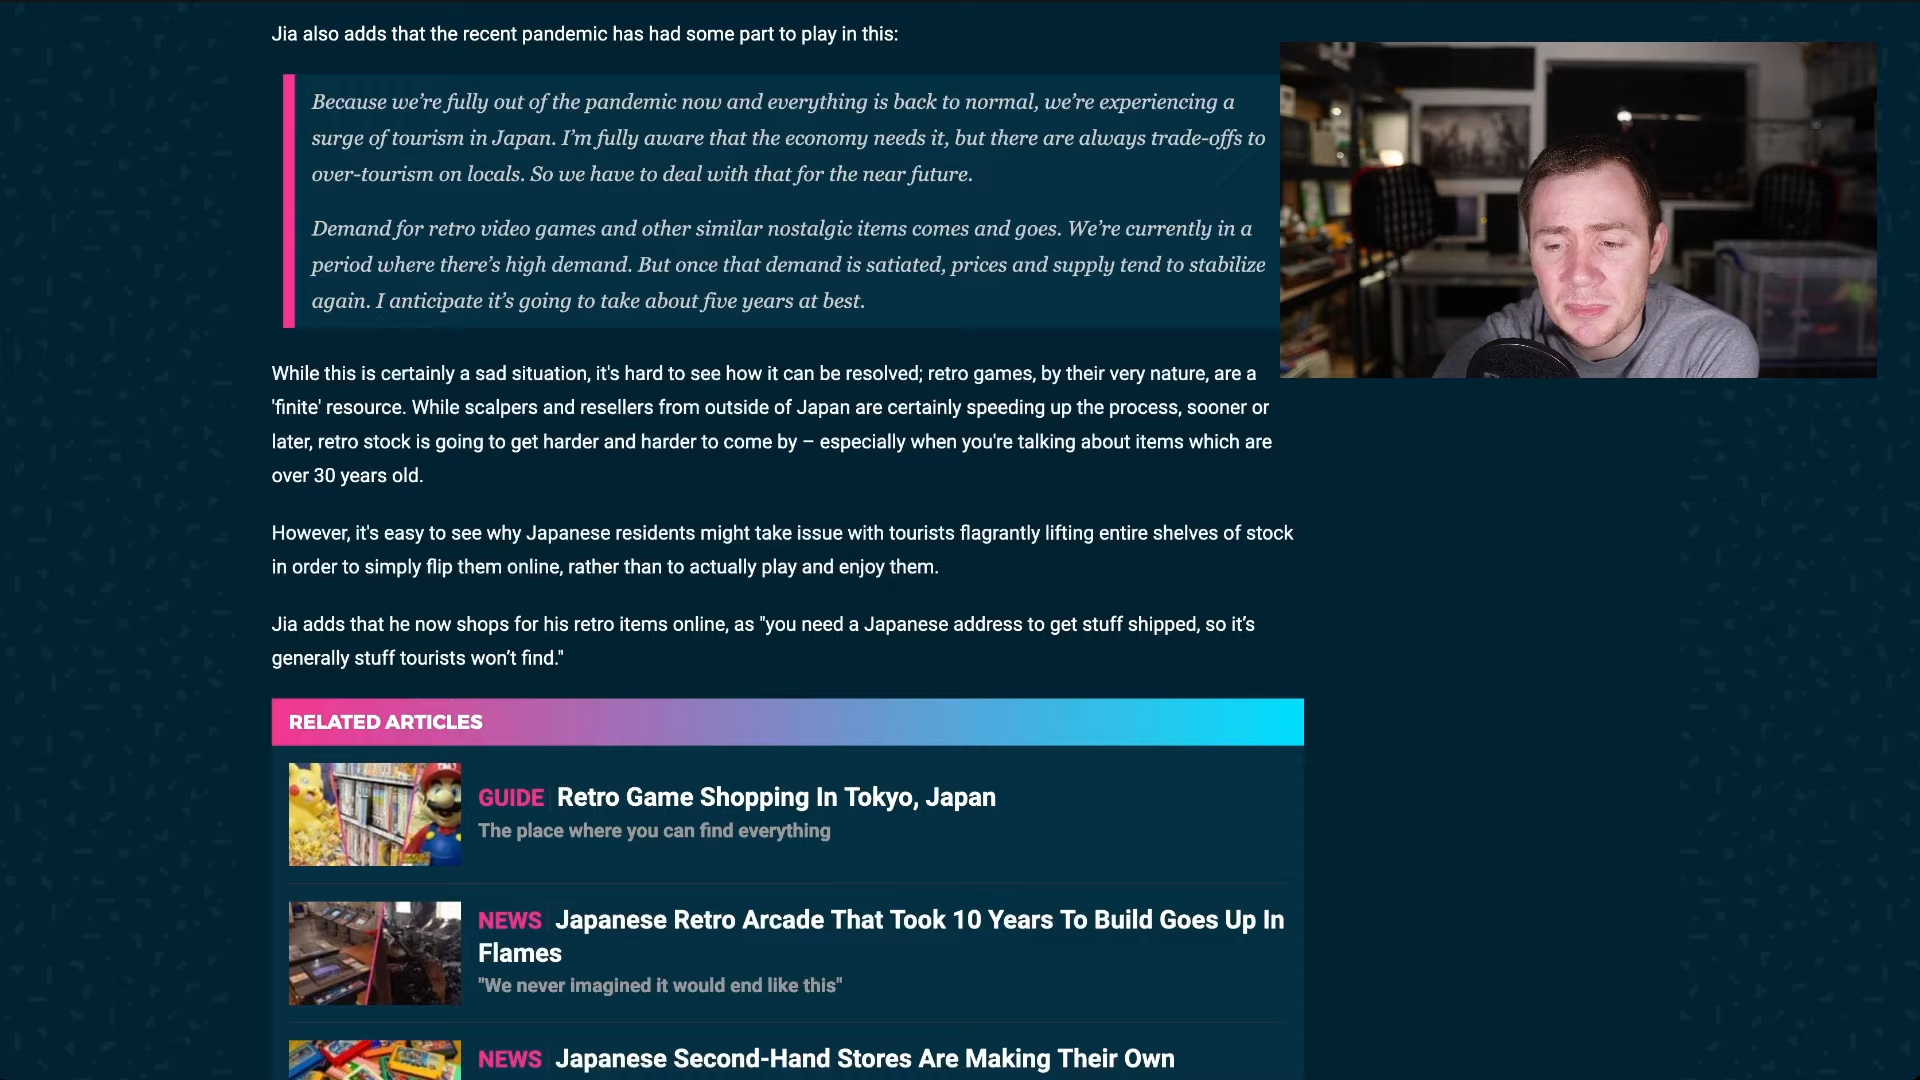 Jia also adds that the recent pandemic has had some part to play in this:
Because we’re fully out of the pandemic now and everything is back to normal, we’re experiencing a
surge of tourism in Japan. I’m fully aware that the economy needs it, but there are always trade-offs to
over-tourism on locals. So we have to deal with that for the near future.
Demand for retro video games and other similar nostalgic items comes and goes. We’re currently in a
period where there’s high demand. But once that demand is satiated, prices and supply tend to stabilize
again. I anticipate it’s going to take about five years at best.
While this is certainly a sad situation, it's hard to see how it can be resolved; retro games, by their very nature, are a
'finite' resource. While scalpers and resellers from outside of Japan are certainly speeding up the process, sooner or
later, retro stock is going to get harder and harder to come by – especially when you're talking about items which are
over 30 years old.
However, it's easy to see why Japanese residents might take issue with tourists flagrantly lifting entire shelves of stock
in order to simply flip them online, rather than to actually play and enjoy them.
Jia adds that he now shops for his retro items online, as "you need a Japanese address to get stuff shipped, so it’s
generally stuff tourists won’t find."
RELATED ARTICLES
GUIDE Retro Game Shopping In Tokyo, Japan
The place where you can find everything
NEWS Japanese Retro Arcade That Took 10 Years To Build Goes Up In
Flames
"We never imagined it would end like this"
NEWS Japanese Second-Hand Stores Are Making Their Own